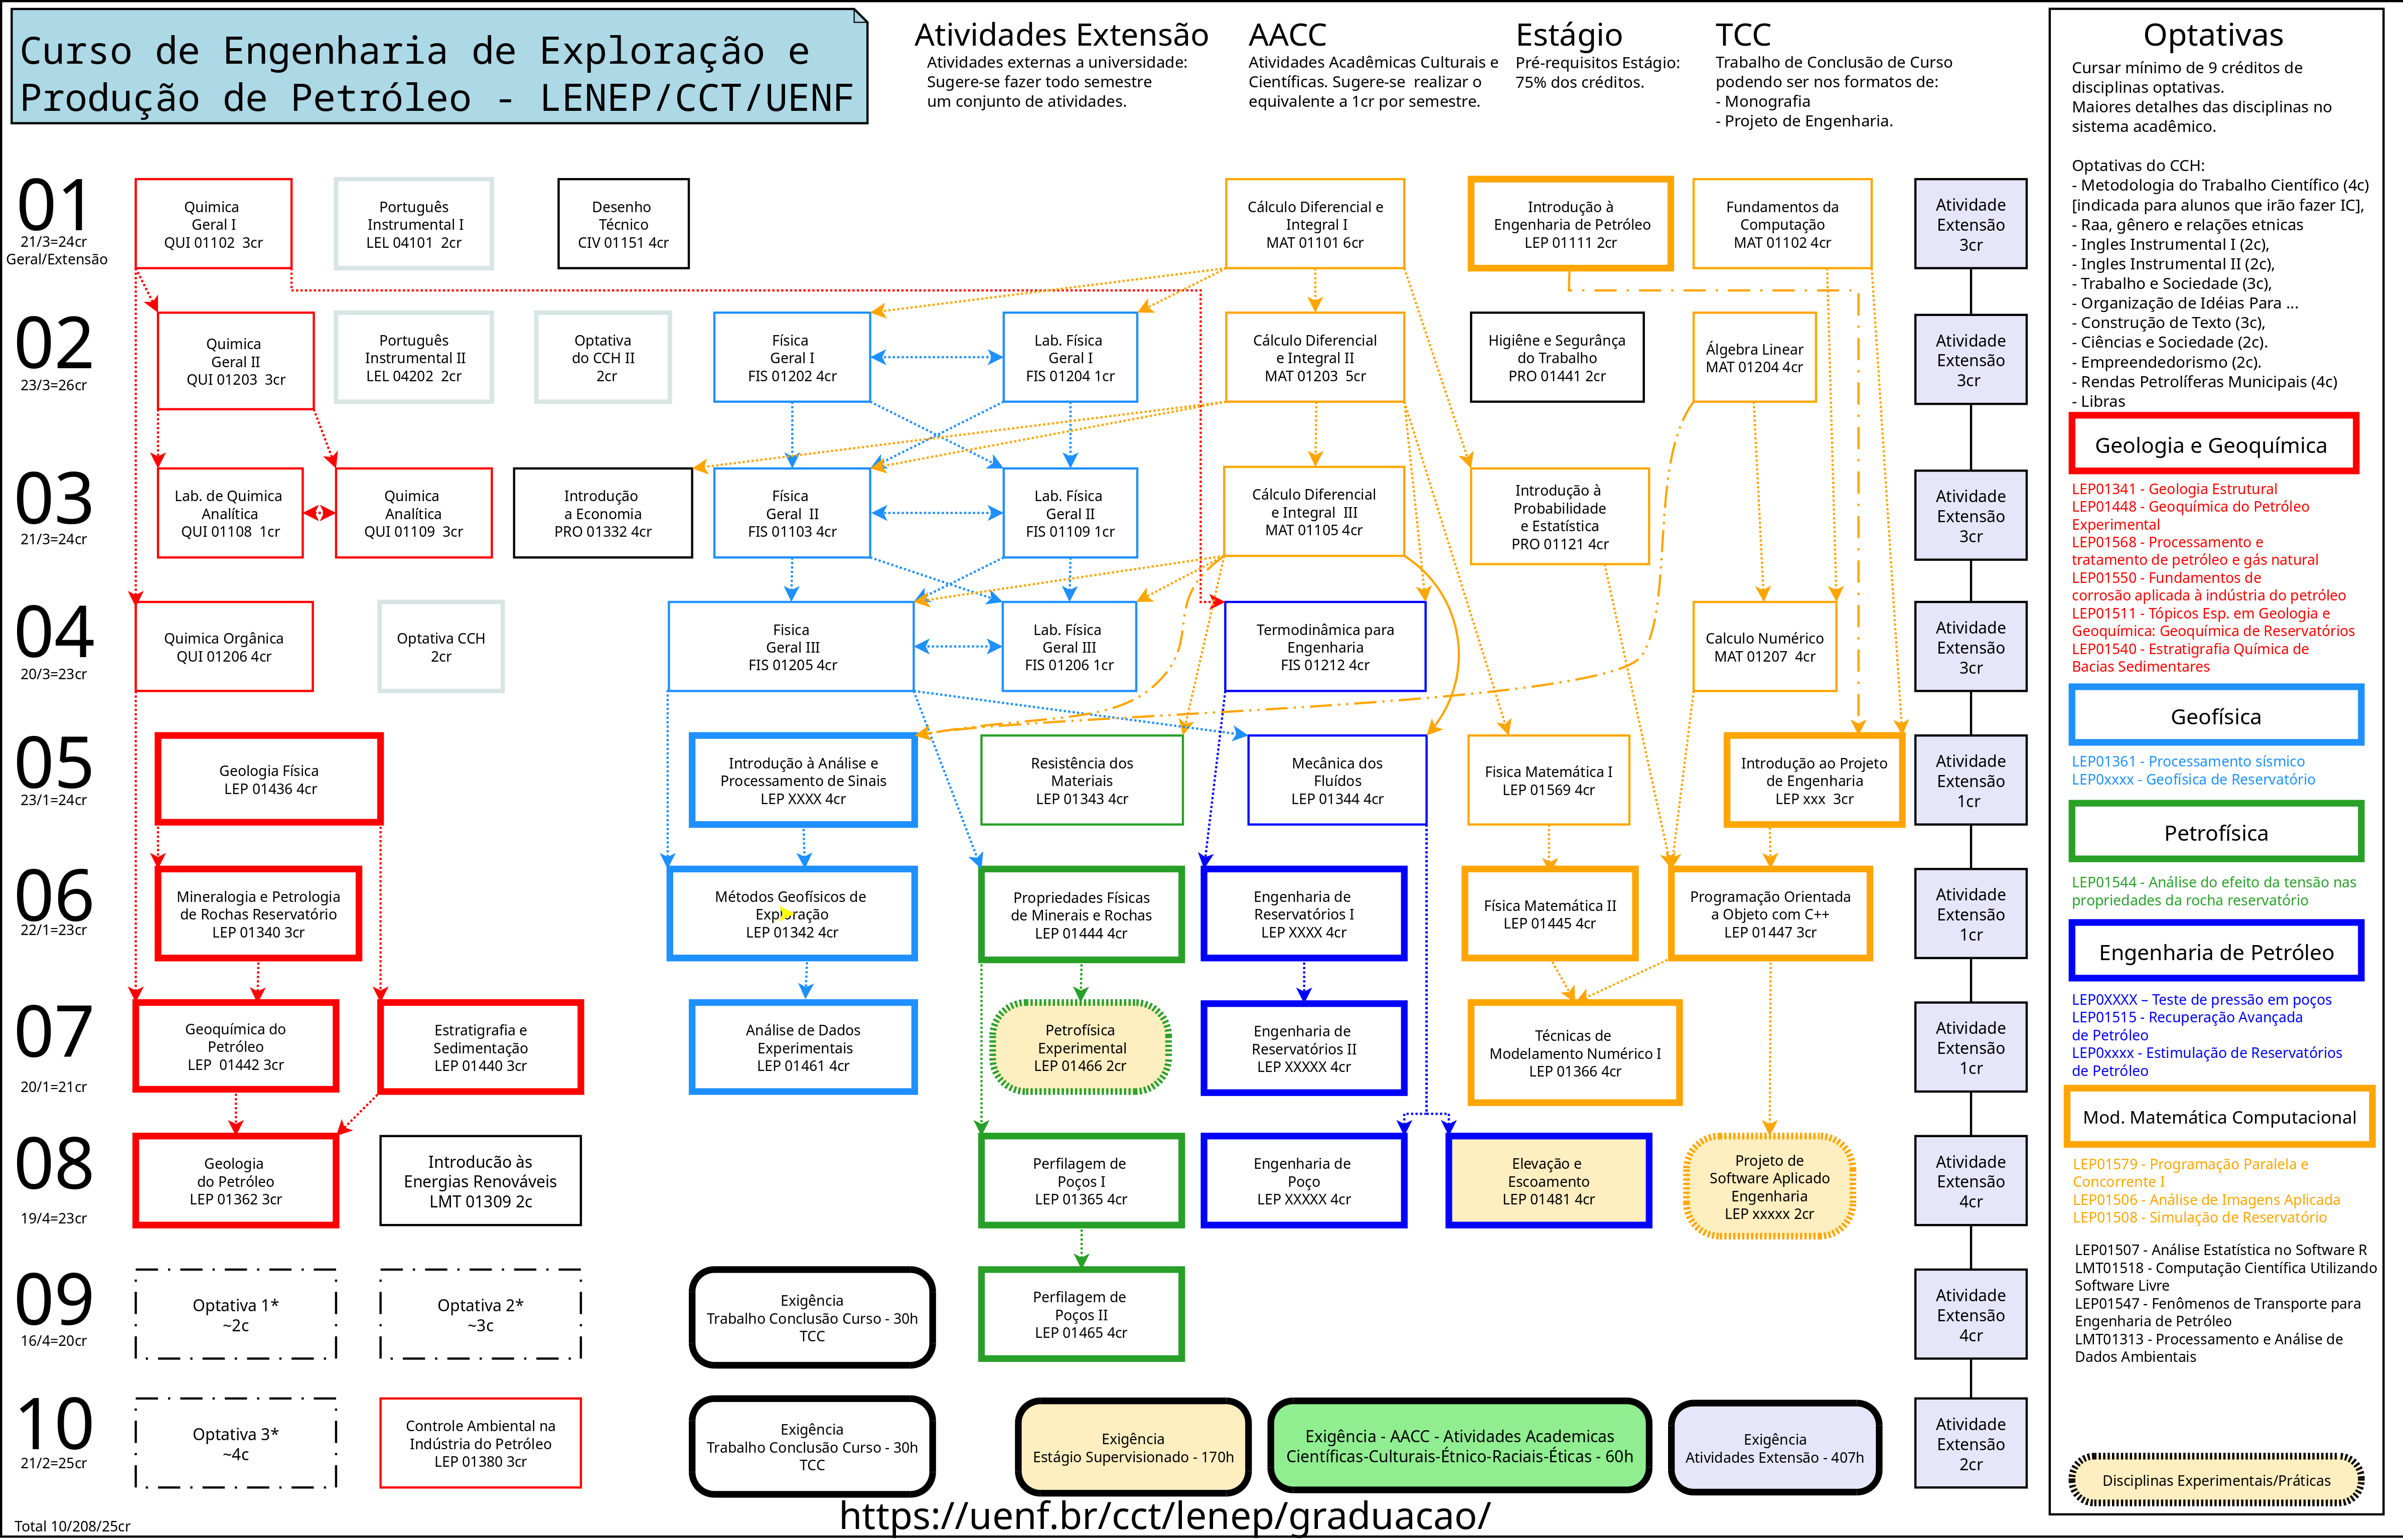 Curso de Engenharia de Exploração e
Produção de Petróleo - LENEP/CCT/UENF
Atividades Extensão
Atividades externas a universidade:
Sugere-se fazer todo semestre
um conjunto de atividades.
AACC
Atividades Acadêmicas Culturais e
Científicas. Sugere-se  realizar o
equivalente a 1cr por semestre.
Estágio
Pré-requisitos Estágio:
75% dos créditos.
TCC
Trabalho de Conclusão de Curso
podendo ser nos formatos de:
- Monografia
- Projeto de Engenharia.
01
21/3=24cr
Geral/Extensão
Quimica
Geral I
QUI 01102  3cr
Português
Instrumental I
LEL 04101  2cr
Desenho
Técnico
CIV 01151 4cr
Cálculo Diferencial e
Integral I
MAT 01101 6cr
Introdução à
Engenharia de Petróleo
LEP 01111 2cr
Fundamentos da
Computação
MAT 01102 4cr
Atividade
Extensão
3cr
02
23/3=26cr
Quimica
Geral II
QUI 01203  3cr
Português
Instrumental II
LEL 04202  2cr
Optativa
do CCH II
2cr
Física
Geral I
FIS 01202 4cr
Lab. Física
Geral I
FIS 01204 1cr
Cálculo Diferencial
e Integral II
MAT 01203  5cr
Higiêne e Segurânça
do Trabalho
PRO 01441 2cr
Álgebra Linear
MAT 01204 4cr
Atividade
Extensão
3cr
03
21/3=24cr
Lab. de Quimica
Analítica
QUI 01108  1cr
Quimica
Analítica
QUI 01109  3cr
Introdução
a Economia
PRO 01332 4cr
Física
Geral  II
FIS 01103 4cr
Lab. Física
Geral II
FIS 01109 1cr
Cálculo Diferencial
e Integral  III
MAT 01105 4cr
Introdução à
Probabilidade
e Estatística
PRO 01121 4cr
Atividade
Extensão
3cr
04
20/3=23cr
Quimica Orgânica
QUI 01206 4cr
Optativa CCH
2cr
Fisica
Geral III
FIS 01205 4cr
Lab. Física
Geral III
FIS 01206 1cr
Termodinâmica para
Engenharia
FIS 01212 4cr
Calculo Numérico
MAT 01207  4cr
Atividade
Extensão
3cr
05
23/1=24cr
Geologia Física
LEP 01436 4cr
Introdução à Análise e
Processamento de Sinais
LEP XXXX 4cr
Resistência dos
Materiais
LEP 01343 4cr
Mecânica dos
Fluídos
LEP 01344 4cr
Fisica Matemática I
LEP 01569 4cr
Introdução ao Projeto
de Engenharia
LEP xxx  3cr
Atividade
Extensão
1cr
06
22/1=23cr
Mineralogia e Petrologia
de Rochas Reservatório
LEP 01340 3cr
Métodos Geofísicos de
Exploração
LEP 01342 4cr
Propriedades Físicas
de Minerais e Rochas
LEP 01444 4cr
Engenharia de
Reservatórios I
LEP XXXX 4cr
Física Matemática II
LEP 01445 4cr
Programação Orientada
a Objeto com C++
LEP 01447 3cr
Atividade
Extensão
1cr
07
20/1=21cr
Geoquímica do
Petróleo
LEP  01442 3cr
Estratigrafia e
Sedimentação
LEP 01440 3cr
Análise de Dados
Experimentais
LEP 01461 4cr
Petrofísica
Experimental
LEP 01466 2cr
Engenharia de
Reservatórios II
LEP XXXXX 4cr
Técnicas de
Modelamento Numérico I
LEP 01366 4cr
Atividade
Extensão
1cr
08
19/4=23cr
Geologia
do Petróleo
LEP 01362 3cr
Introducão às
Energias Renováveis
LMT 01309 2c
Perfilagem de
Poços I
LEP 01365 4cr
Engenharia de
Poço
LEP XXXXX 4cr
Elevação e
Escoamento
LEP 01481 4cr
Projeto de
Software Aplicado
Engenharia
LEP xxxxx 2cr
Atividade
Extensão
4cr
09
16/4=20cr
Optativa 1*
~2c
Optativa 2*
~3c
Exigência
Trabalho Conclusão Curso - 30h
TCC
Perfilagem de
Poços II
LEP 01465 4cr
Atividade
Extensão
4cr
10
21/2=25cr
Optativa 3*
~4c
Controle Ambiental na
Indústria do Petróleo
LEP 01380 3cr
Exigência
Trabalho Conclusão Curso - 30h
TCC
Exigência
Estágio Supervisionado - 170h
Exigência - AACC - Atividades Academicas
Científicas-Culturais-Étnico-Raciais-Éticas - 60h
Exigência
Atividades Extensão - 407h
Atividade
Extensão
2cr
Total 10/208/25cr
https://uenf.br/cct/lenep/graduacao/
Optativas
Cursar mínimo de 9 créditos de
disciplinas optativas.
Maiores detalhes das disciplinas no
sistema acadêmico.
Optativas do CCH:
- Metodologia do Trabalho Científico (4c)
[indicada para alunos que irão fazer IC],
- Raa, gênero e relações etnicas
- Ingles Instrumental I (2c),
- Ingles Instrumental II (2c),
- Trabalho e Sociedade (3c),
- Organização de Idéias Para ...
- Construção de Texto (3c),
- Ciências e Sociedade (2c).
- Empreendedorismo (2c).
- Rendas Petrolíferas Municipais (4c)
- Libras
Geologia e Geoquímica
LEP01341 - Geologia Estrutural
LEP01448 - Geoquímica do Petróleo
Experimental
LEP01568 - Processamento e
tratamento de petróleo e gás natural
LEP01550 - Fundamentos de
corrosão aplicada à indústria do petróleo
LEP01511 - Tópicos Esp. em Geologia e
Geoquímica: Geoquímica de Reservatórios
LEP01540 - Estratigrafia Química de
Bacias Sedimentares
Geofísica
LEP01361 - Processamento sísmico
LEP0xxxx - Geofísica de Reservatório
Petrofísica
LEP01544 - Análise do efeito da tensão nas
propriedades da rocha reservatório
Engenharia de Petróleo
LEP0XXXX – Teste de pressão em poços
LEP01515 - Recuperação Avançada
de Petróleo
LEP0xxxx - Estimulação de Reservatórios
de Petróleo
Mod. Matemática Computacional
LEP01579 - Programação Paralela e
Concorrente I
LEP01506 - Análise de Imagens Aplicada
LEP01508 - Simulação de Reservatório
LEP01507 - Análise Estatística no Software R
LMT01518 - Computação Científica Utilizando
Software Livre
LEP01547 - Fenômenos de Transporte para
Engenharia de Petróleo
LMT01313 - Processamento e Análise de
Dados Ambientais
Disciplinas Experimentais/Práticas